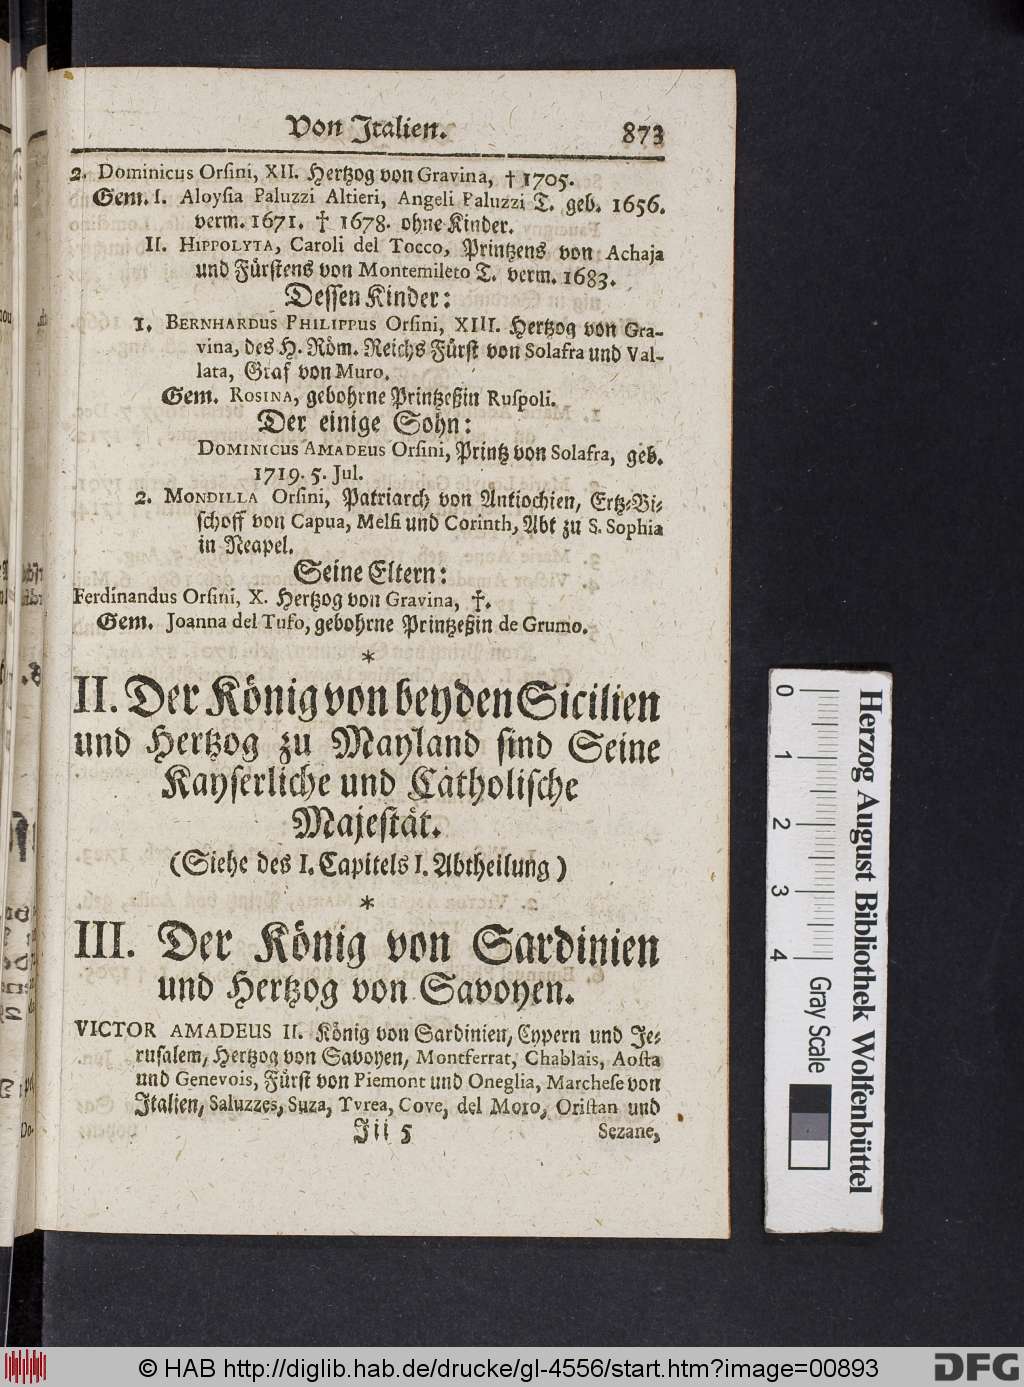 Von Italien. 873
2. Dominicus Orſini, XII. Hertzog von Gravina, † 1705.
Gem. I. Aloyſia Paluzzi Altieri, Angeli Paluzzi T. geb. 1656.
verm. 1671. † 1678. ohne Kinder.
II. HIPPOLYTA, Caroli del Tocco, Printzens von Achaja
und Fürſtens von Montemileto T. verm. 1683.
Deſſen Kinder:
1. BERNHARDUS PHILIPPUS Orſini, XIII. Hertzog von Gra-
vina, des H. Röm. Reichs Fürſt von Solafra und Val-
lata, Graf von Muro.
Gem. ROSINA, gebohrne Printzeßin Ruſpoli.
Der einige Sohn:
DOMINICUS AMADEUS Orſini, Printz von Solafra, geb.
1719. 5. Jul.
2. MONDILLA Orſini, Patriarch von Antiochien, Ertz-Bi-
ſchoff von Capua, Melfi und Corinth, Abt zu S. Sophia
in Neapel.
Seine Eltern:
Ferdinandus Orſini, X. Hertzog von Gravina, †.
Gem. Joanna del Tufo, gebohrne Printzeßin de Grumo.
*
II. Der König von beyden Sicilien
und Hertzog zu Mayland ſind Seine
Kayſerliche und Catholiſche
Majeſtät.
(Siehe des I. Capitels I. Abtheilung)
*
III. Der König von Sardinien
und Hertzog von Savoyen.
VICTOR AMADEUS II. König von Sardinien, Cypern und Je-
ruſalem, Hertzog von Savoyen, Montferrat, Chablais, Aoſta
und Genevois, Fürſt von Piemont und Oneglia, Marcheſe von
Italien, Saluzzes, Suza, Yvrea, Cove, del Moro, Oriſtan und
Jii 5 Sezane,
0 1 2 3 4
Herzog August Bibliothek Wolfenbüttel
Gray Scale
© HAB http://diglib.hab.de/drucke/gl-4556/start.htm?image=00893
DFG